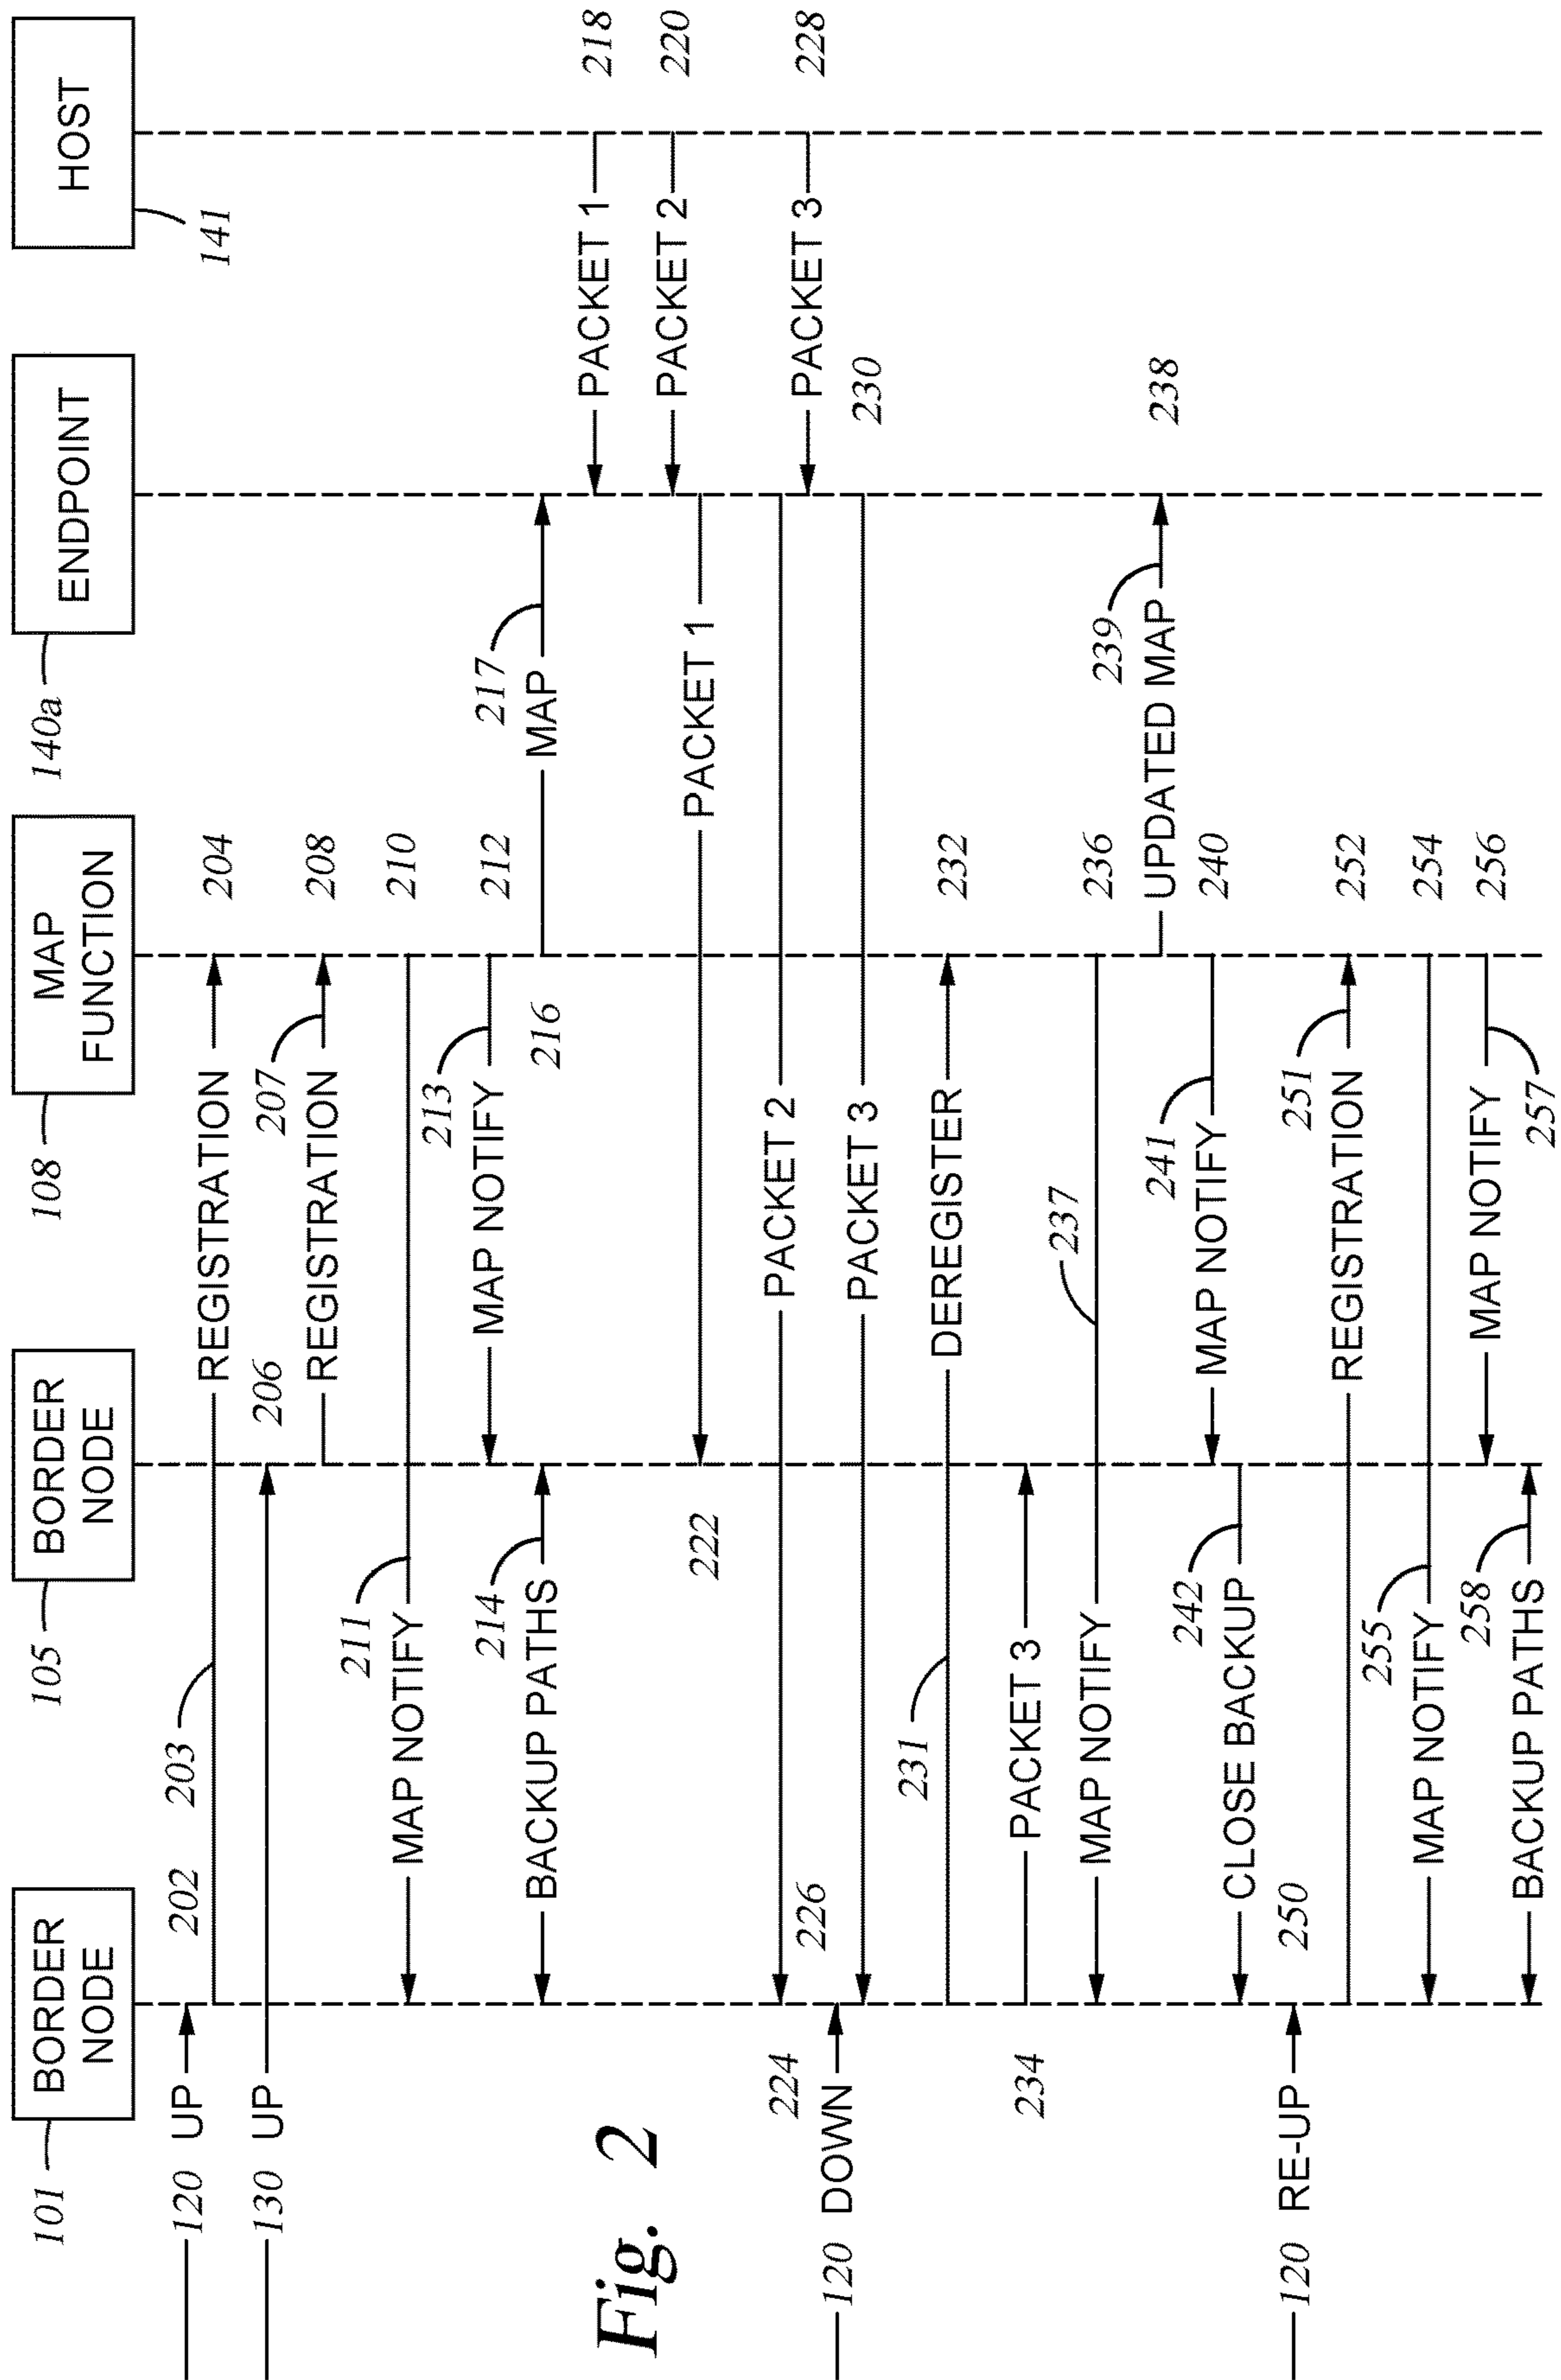 BORDER
NODE
101
BORDER
NODE
105
MAP
FUNCTION
108
ENDPOINT
140a
HOST
141
120 UP
202
203
REGISTRATION
204
130 UP
206
REGISTRATION
207
208
MAP NOTIFY
211
210
MAP NOTIFY
213
212
BACKUP PATHS
214
216
MAP
217
PACKET 1
218
PACKET 2
220
222
PACKET 1
224
PACKET 2
PACKET 3
228
120 DOWN
226
PACKET 3
230
231
DEREGISTER
232
234
PACKET 3
MAP NOTIFY
237
236
UPDATED MAP
239
238
MAP NOTIFY
241
240
CLOSE BACKUP
242
120 RE-UP
250
REGISTRATION
251
252
MAP NOTIFY
255
254
MAP NOTIFY
257
256
BACKUP PATHS
258
Fig. 2